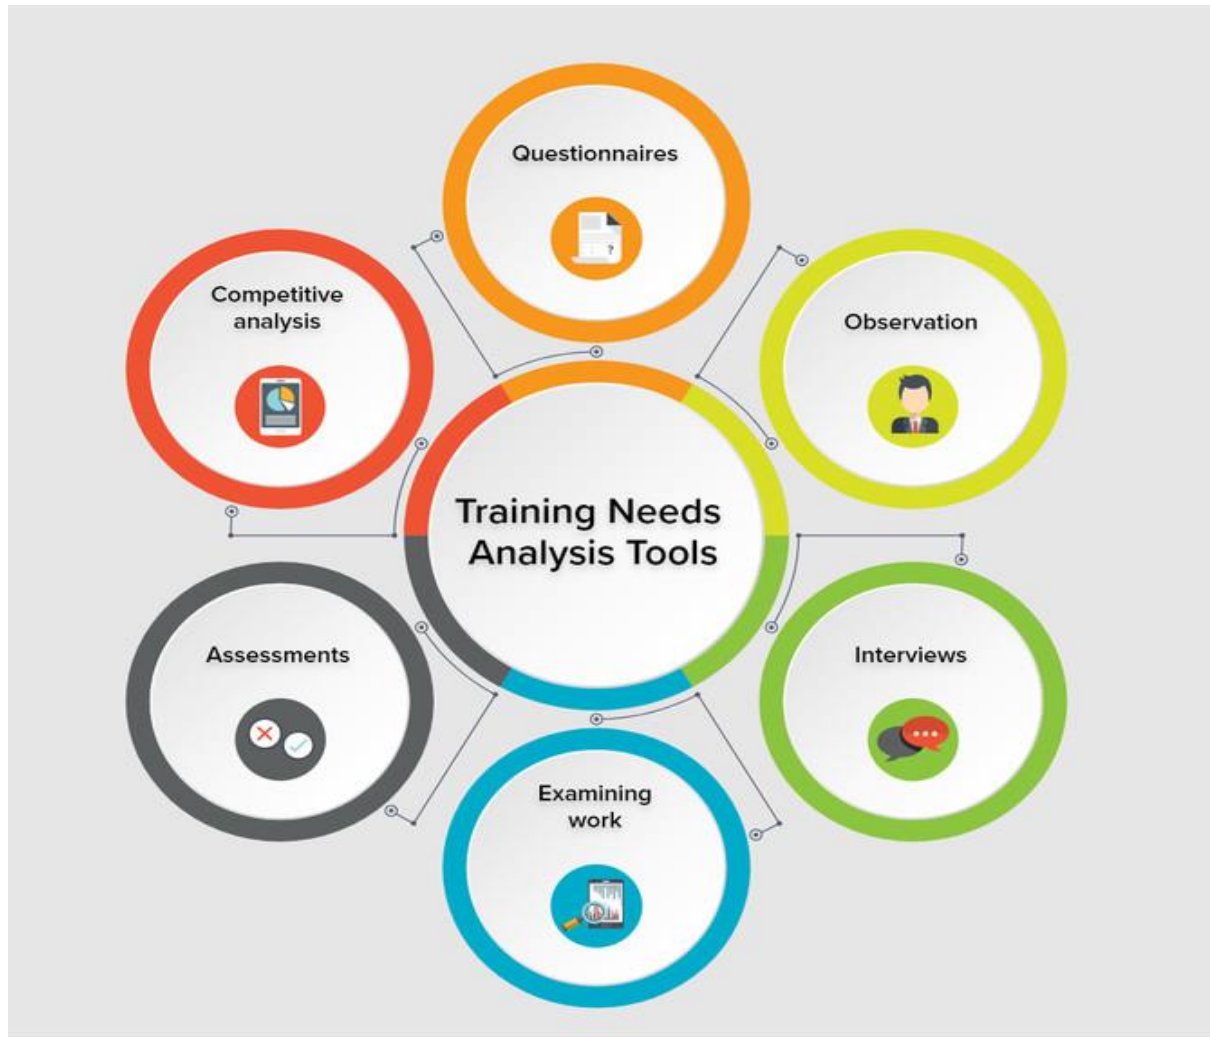 Questionnaires
Competitive
analysis
Observation
Training Needs
Analysis Tools
Assessments
Interviews
Examining
work
?